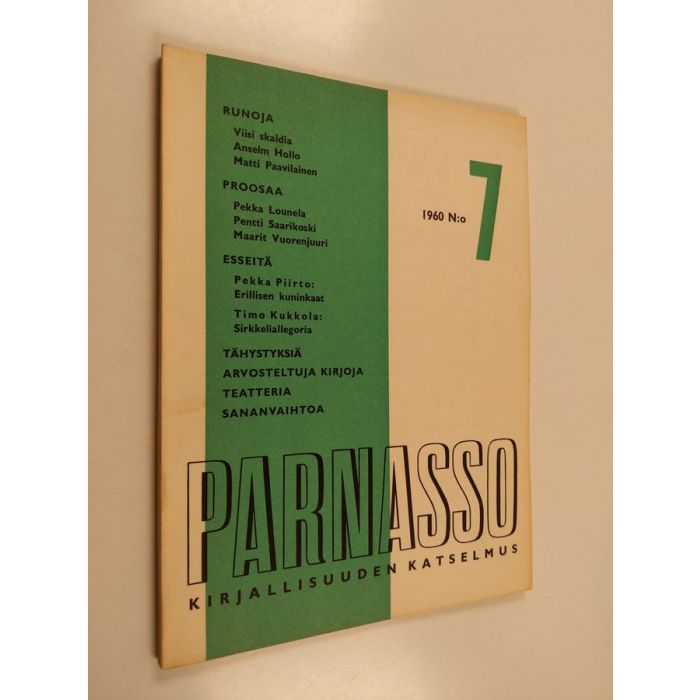 RUNOJA
Viisi skaldia
Anselm Hollo
Matti Paavilainen
PROOSAA
Pekka Lounela
Pentti Saarikoski
Maarit Vuorenjuuri
ESSEITÄ
Pekka Piirto:
Erillisen kuninkaat
Timo Kukkola:
Sirkkeliallegoria
TÄHYSTYKSIÄ
ARVOSTELTUJA KIRJOJA
TEATTERIA
SANANVAIHTOA
1960 N:o 7
PARNASSO
KIRJALLISUUDEN KATSELMUS